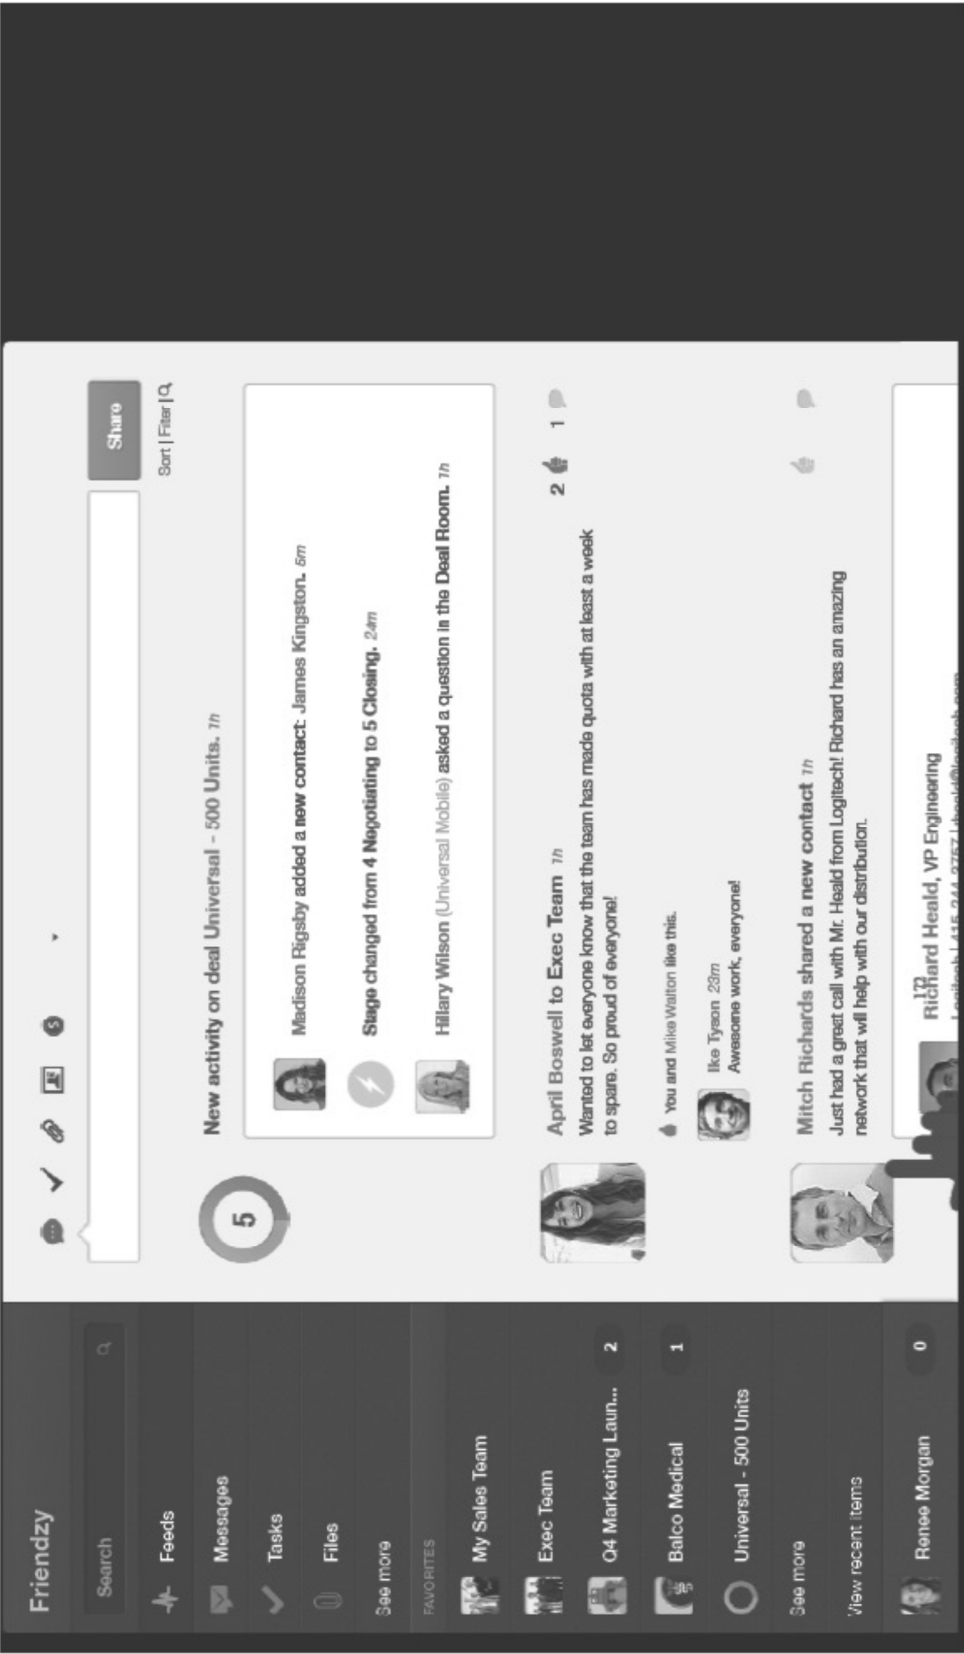 Friendzy
Search
Feeds
Messages
Tasks
Files
See more
FAVORITES
My Sales Team
Exec Team
Q4 Marketing Laun... 2
Balco Medical 1
Universal - 500 Units
See more
View recent items
Renee Morgan 0
Share
Sort | Filter |
5
New activity on deal Universal - 500 Units. 1h
Madison Rigsby added a new contact: James Kingston. 6m
Stage changed from 4 Negotiating to 5 Closing. 24m
Hillary Wilson (Universal Mobile) asked a question in the Deal Room. 1h
April Boswell to Exec Team 1h
2 1
Wanted to let everyone know that the team has made quota with at least a week
to spare. So proud of everyone!
You and Mike Walton like this.
Ike Tyson 23m
Awesome work, everyone!
Mitch Richards shared a new contact 1h
Just had a great call with Mr. Heald from Logitech! Richard has an amazing
network that will help with our distribution.
173
Richard Heald, VP Engineering